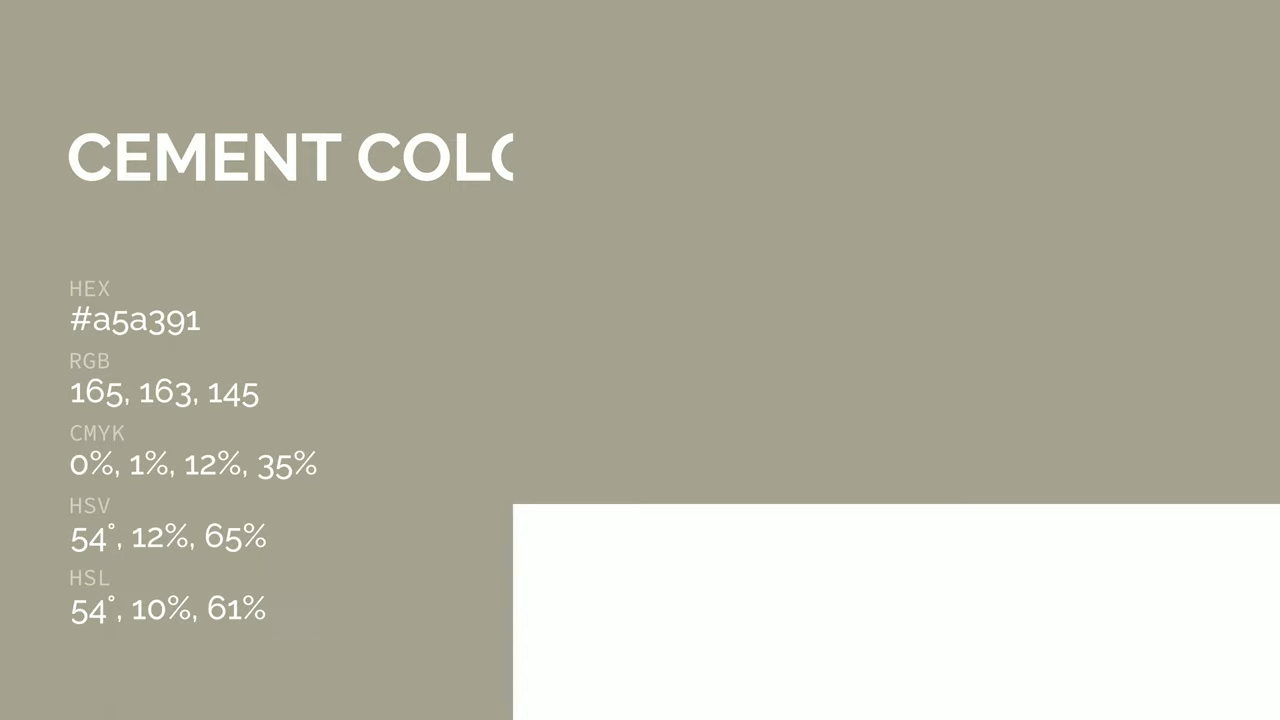 CEMENT COLO
HEX
#a5a391
RGB
165, 163, 145
CMYK
0%, 1%, 12%, 35%
HSV
54°, 12%, 65%
HSL
54°, 10%, 61%